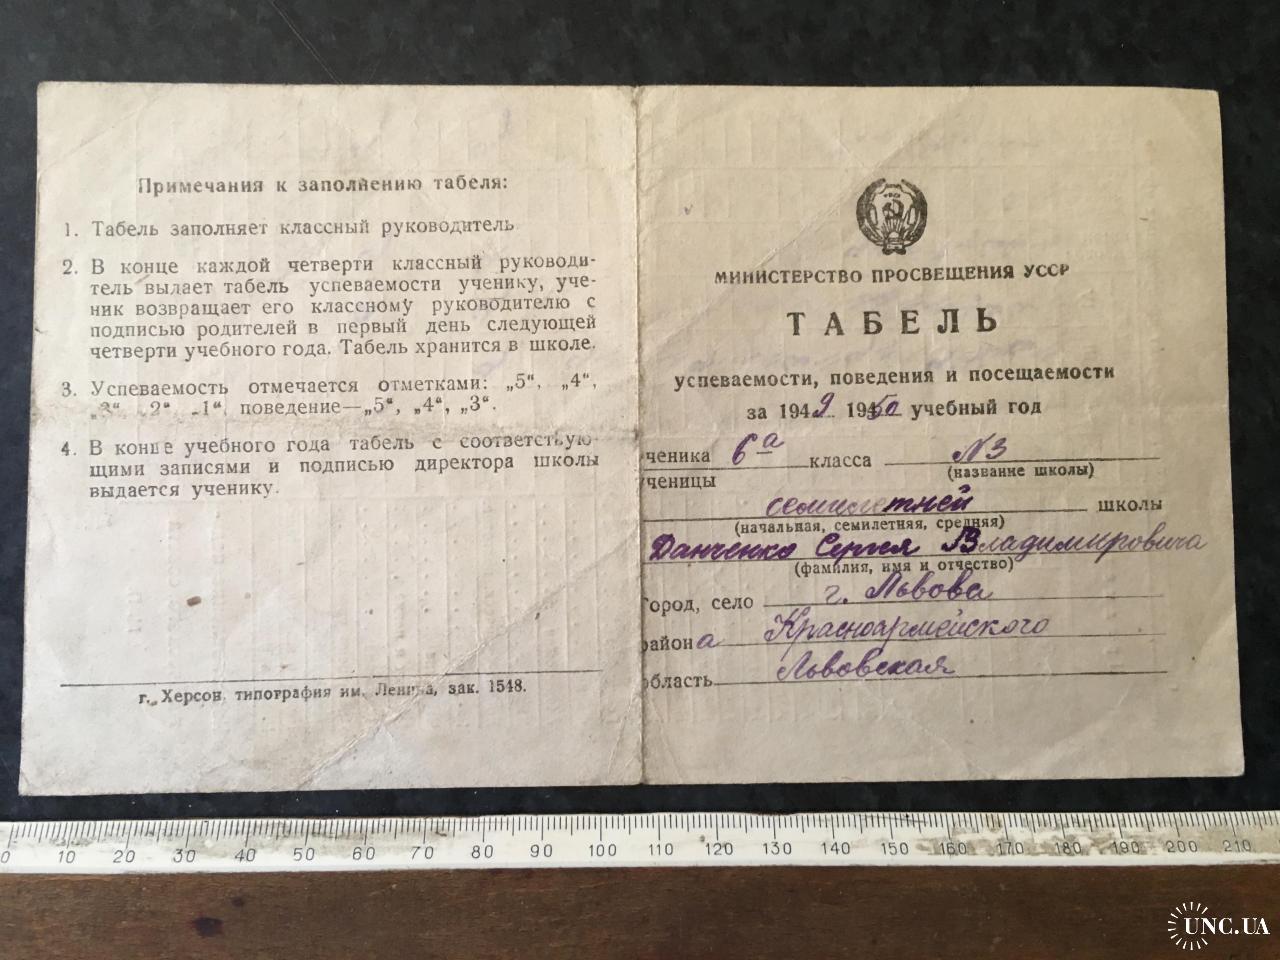 Примечания к заполнению табеля:
1. Табель заполняет классный руководитель
2. В конце каждой четверти классный руководи-
тель выдает табель успеваемости ученику, уче-
ник возвращает его классному руководителю с
подписью родителей в первый день следующей
четверти учебного года. Табель хранится в школе.
3. Успеваемость отмечается отметками: „5“, „4“,
„3“ „2“ „1“, поведение—„5“, „4“, „3“.
4. В конце учебного года табель с соответствую-
щими записями и подписью директора школы
выдается ученику.
г. Херсон, типография им. Ленина, зак. 1548.
МИНИСТЕРСТВО ПРОСВЕЩЕНИЯ УССР
ТАБЕЛЬ
успеваемости, поведения и посещаемости
за 1949 1950 учебный год
ченика 6а класса N3
ученицы (название школы)
семилетней школы
(начальная, семилетняя, средняя)
Данченко Сергея Владимировича
(фамилия, имя и отчество)
Город, село г. Львова
района Красноармейского
область Львовская
0 10 20 30 40 50 60 70 80 90 100 110 120 130 140 150 160 170 180 190 200 210
UNC.UA